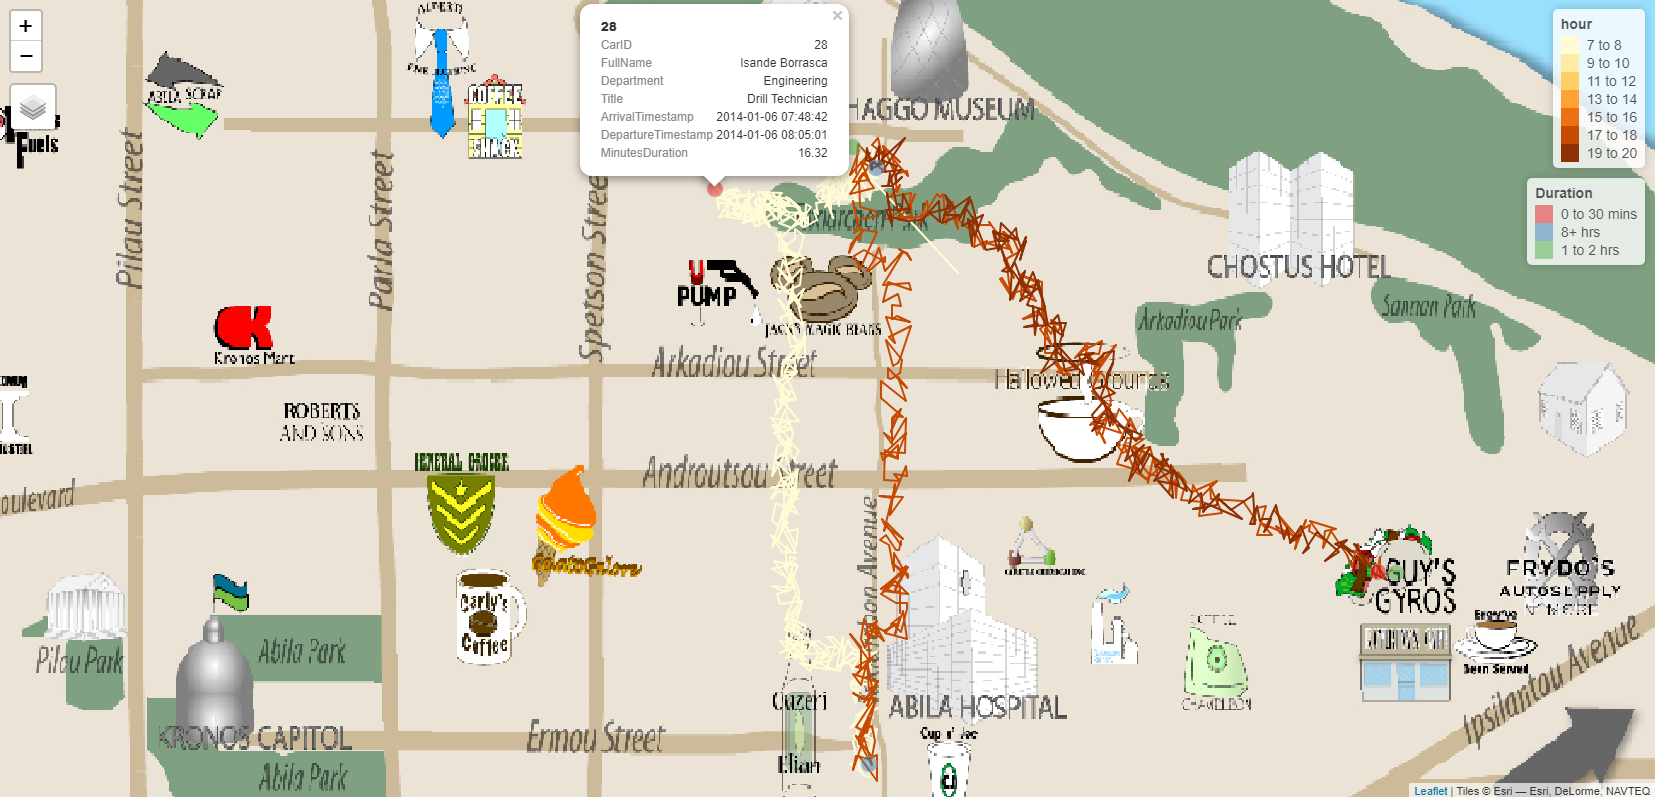 +
−
ABILA SCRAP
Fuels
Pilau Street
Parla Street
Spetson Street
COFFEE
SHACK
×
28
CarID 28
FullName Isande Borrasca
Department Engineering
Title Drill Technician
ArrivalTimestamp 2014-01-06 07:48:42
DepartureTimestamp 2014-01-06 08:05:01
MinutesDuration 16.32
HAGGO MUSEUM
hour
7 to 8
9 to 10
11 to 12
13 to 14
15 to 16
17 to 18
19 to 20
Duration
0 to 30 mins
8+ hrs
1 to 2 hrs
CHOSTUS HOTEL
Arkadiou Park
Sannan Park
PUMP
JACK'S MAGIC BEANS
Kronos Mart
Arkadiou Street
Hallowed Grounds
ROBERTS
AND SONS
GENERAL GROCER
Androutsou Street
oulevard
GelatoGalore
Carly's
Coffee
GUY'S
GYROS
FRYDO'S
AUTOSUPPLY
Pilau Park
Abila Park
KRONOS CAPITOL
Abila Park
Ermou Street
Ouzeri
Elian
ABILA HOSPITAL
Cup n' Joe
CHAMELEON
Brew've
Been Served
Ipsilantou Avenue
Leaflet | Tiles © Esri — Esri, DeLorme, NAVTEQ